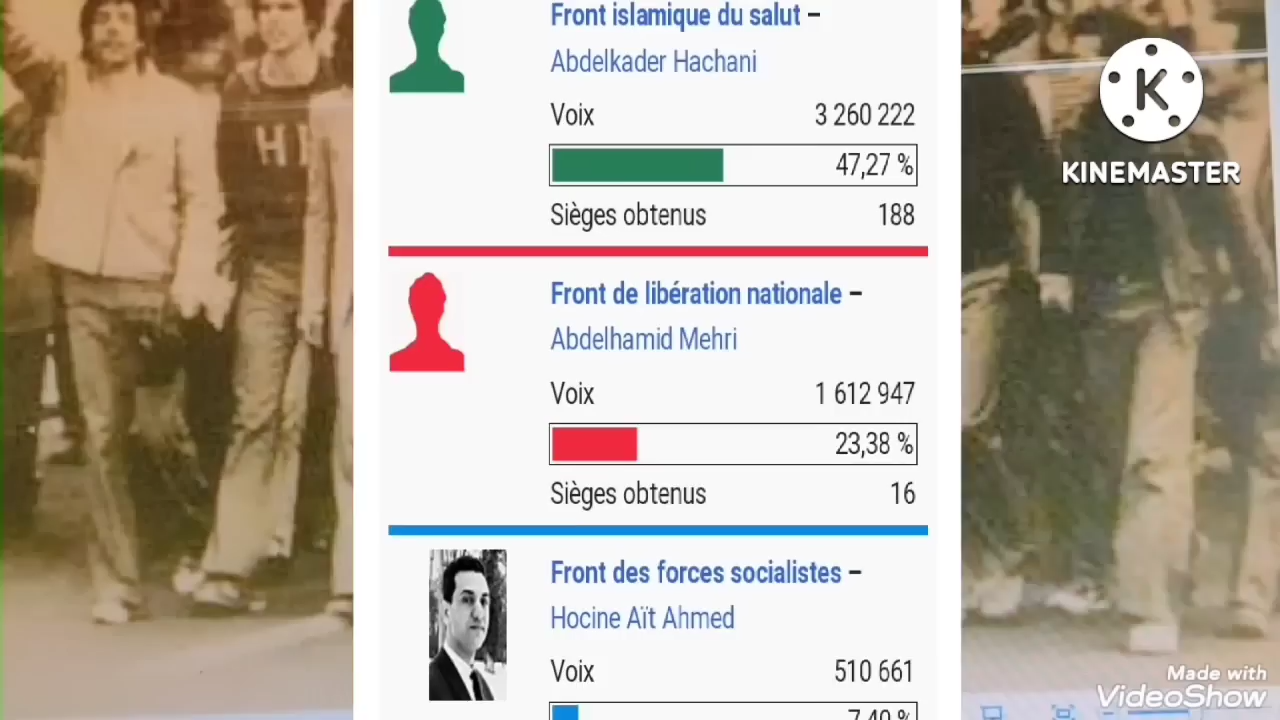 Front islamique du salut –
Abdelkader Hachani
Voix 3 260 222
47,27 %
Sièges obtenus 188
Front de libération nationale –
Abdelhamid Mehri
Voix 1 612 947
23,38 %
Sièges obtenus 16
Front des forces socialistes –
Hocine Aït Ahmed
Voix 510 661
7,40 %
H
K
KINEMASTER
Made with
VideoShow